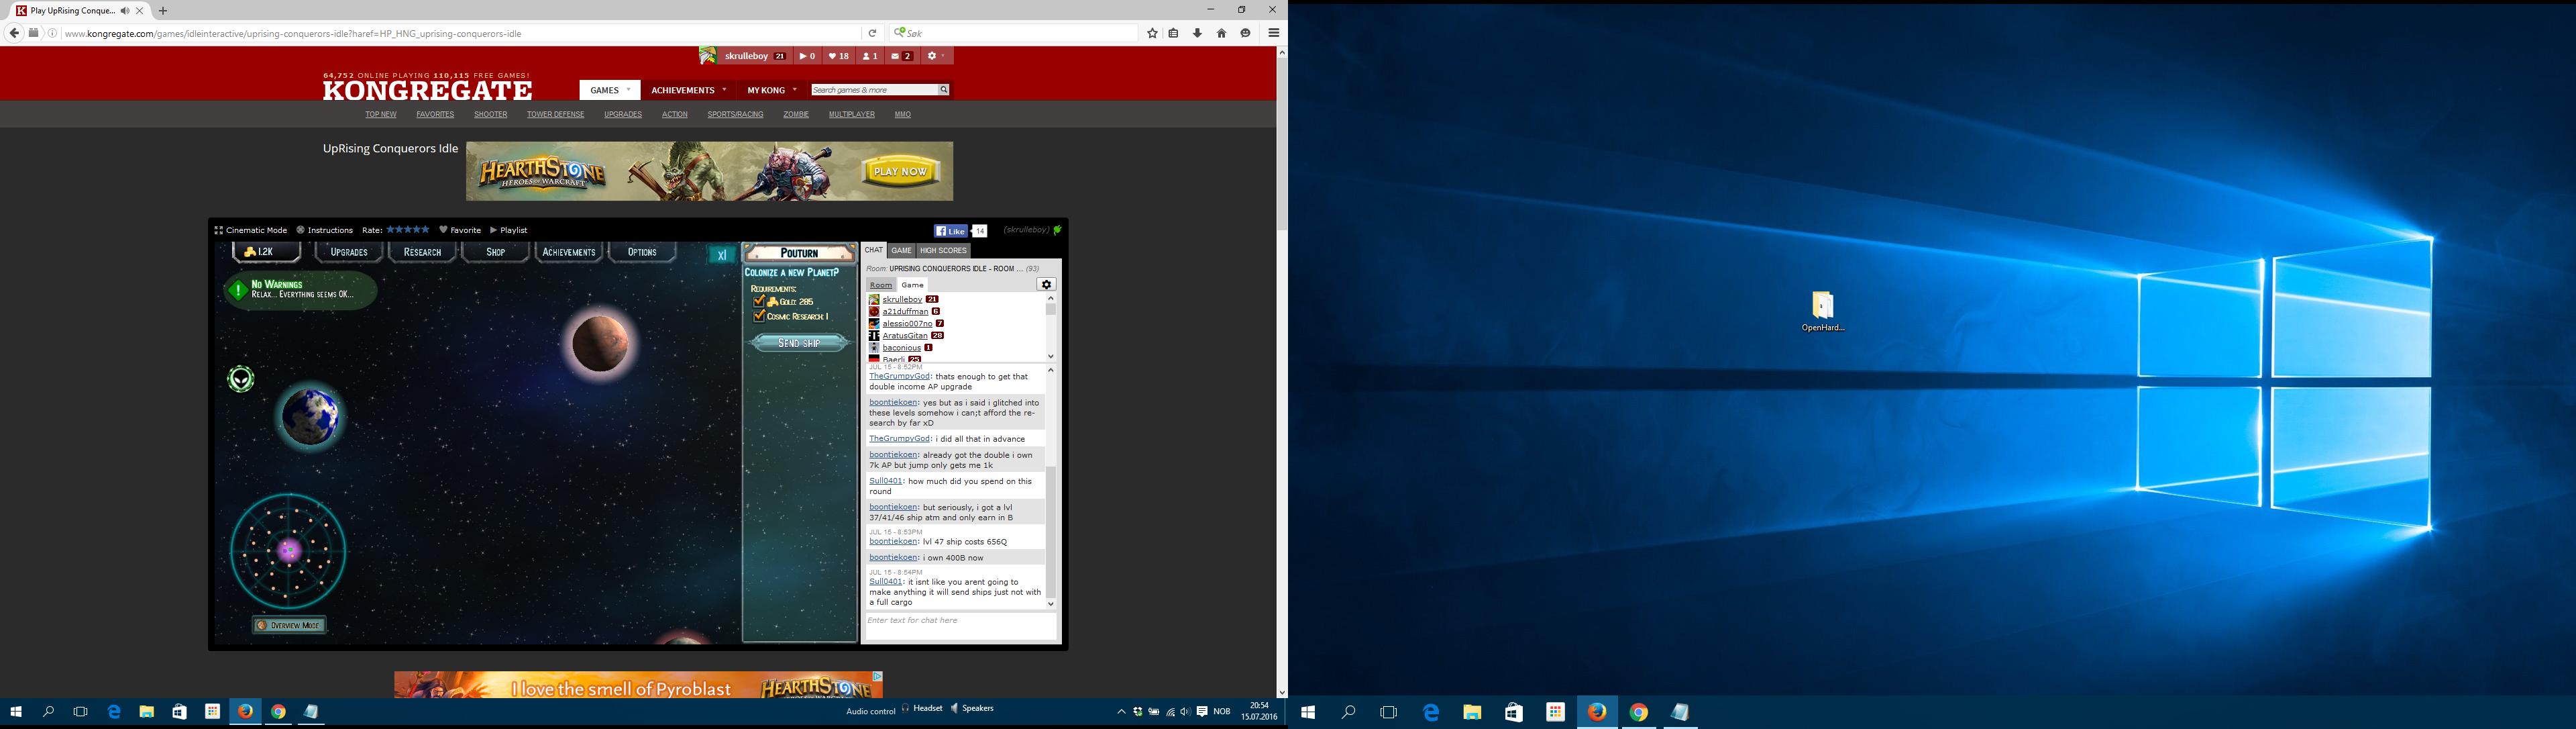 Play UpRising Conque...
www.kongregate.com/games/idleinteractive/uprising-conquerors-idle?haref=HP_HNG_uprising-conquerors-idle
Søk
skrulleboy 21 0 18 1 2
64,752 ONLINE PLAYING 110,115 FREE GAMES!
KONGREGATE
GAMES ACHIEVEMENTS MY KONG Search games & more
TOP NEW FAVORITES SHOOTER TOWER DEFENSE UPGRADES ACTION SPORTS/RACING ZOMBIE MULTIPLAYER MMO
UpRising Conquerors Idle
HEARTHSTONE
HEROES OF WARCRAFT
PLAY NOW
Cinematic Mode Instructions Rate: Favorite Playlist
Like 14 (skrulleboy)
1.2K UPGRADES RESEARCH SHOP ACHIEVEMENTS OPTIONS
X1
NO WARNINGS
RELAX... EVERYTHING SEEMS OK...
POUTURN
COLONIZE A NEW PLANET?
REQUIREMENTS:
GOLD: 285
COSMIC RESEARCH: 1
SEND SHIP
OVERVIEW MODE
CHAT GAME HIGH SCORES
Room: UPRISING CONQUERORS IDLE - ROOM ... (93)
Room Game
skrulleboy 21
a21duffman 6
alessio007no 7
AratusGitan 28
baconious 1
Baerli 25
JUL 15 - 8:52PM
TheGrumpyGod: thats enough to get that
double income AP upgrade
boontjekoen: yes but as i said i glitched into
these levels somehow i can;t afford the re-
search by far xD
TheGrumpyGod: i did all that in advance
boontjekoen: already got the double i own
7k AP but jump only gets me 1k
Sull0401: how much did you spend on this
round
boontjekoen: but seriously, i got a lvl
37/41/46 ship atm and only earn in B
JUL 15 - 8:53PM
boontjekoen: lvl 47 ship costs 656Q
boontjekoen: i own 400B now
JUL 15 - 8:54PM
Sull0401: it isnt like you arent going to
make anything it will send ships just not with
a full cargo
Enter text for chat here
I love the smell of Pyroblast
HEARTHSTONE
Audio control Headset Speakers
NOB
20:54
15.07.2016
OpenHard...